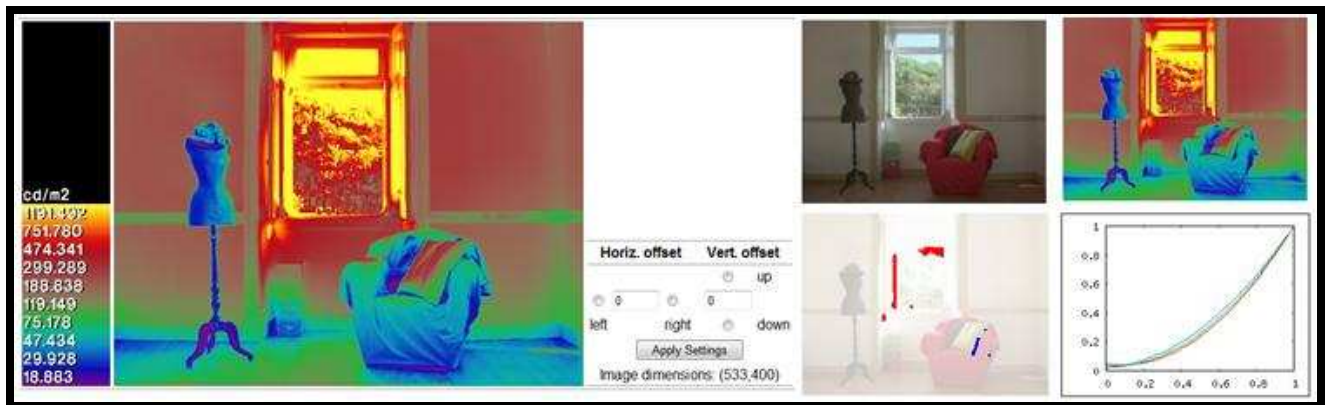 cd/m2
1191.492
751.780
474.341
299.289
188.838
119.149
75.178
47.434
29.928
18.883
Horiz. offset Vert. offset
up
0 0
left right down
Apply Settings
Image dimensions: (533,400)
1
0.8
0.6
0.4
0.2
0
0 0.2 0.4 0.6 0.8 1